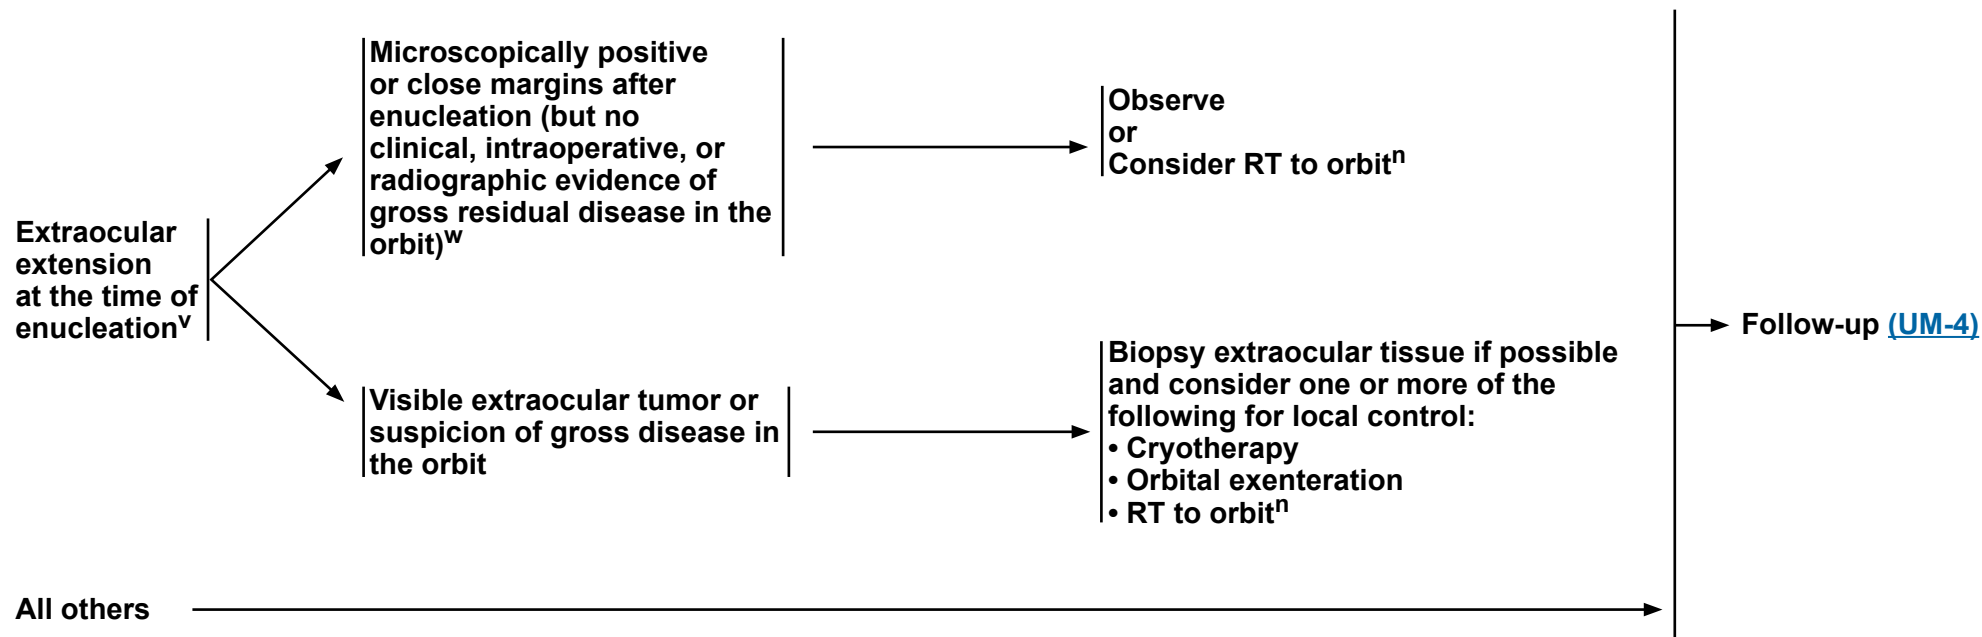 Extraocular
extension
at the time of
enucleationᵛ
Microscopically positive
or close margins after
enucleation (but no
clinical, intraoperative, or
radiographic evidence of
gross residual disease in the
orbit)ʷ
Observe
or
Consider RT to orbitⁿ
Visible extraocular tumor or
suspicion of gross disease in
the orbit
Biopsy extraocular tissue if possible
and consider one or more of the
following for local control:
• Cryotherapy
• Orbital exenteration
• RT to orbitⁿ
All others
Follow-up (UM-4)